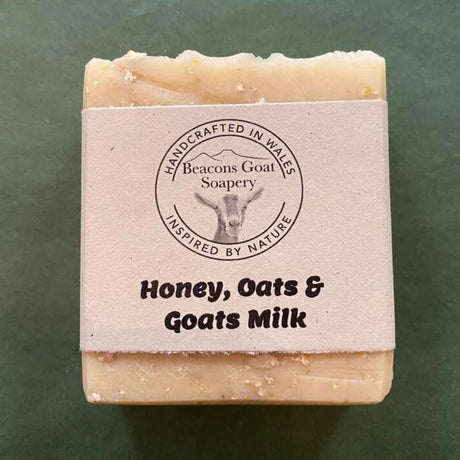 HANDCRAFTED IN WALES
Beacons Goat
Soapery
INSPIRED BY NATURE
Honey, Oats &
Goats Milk